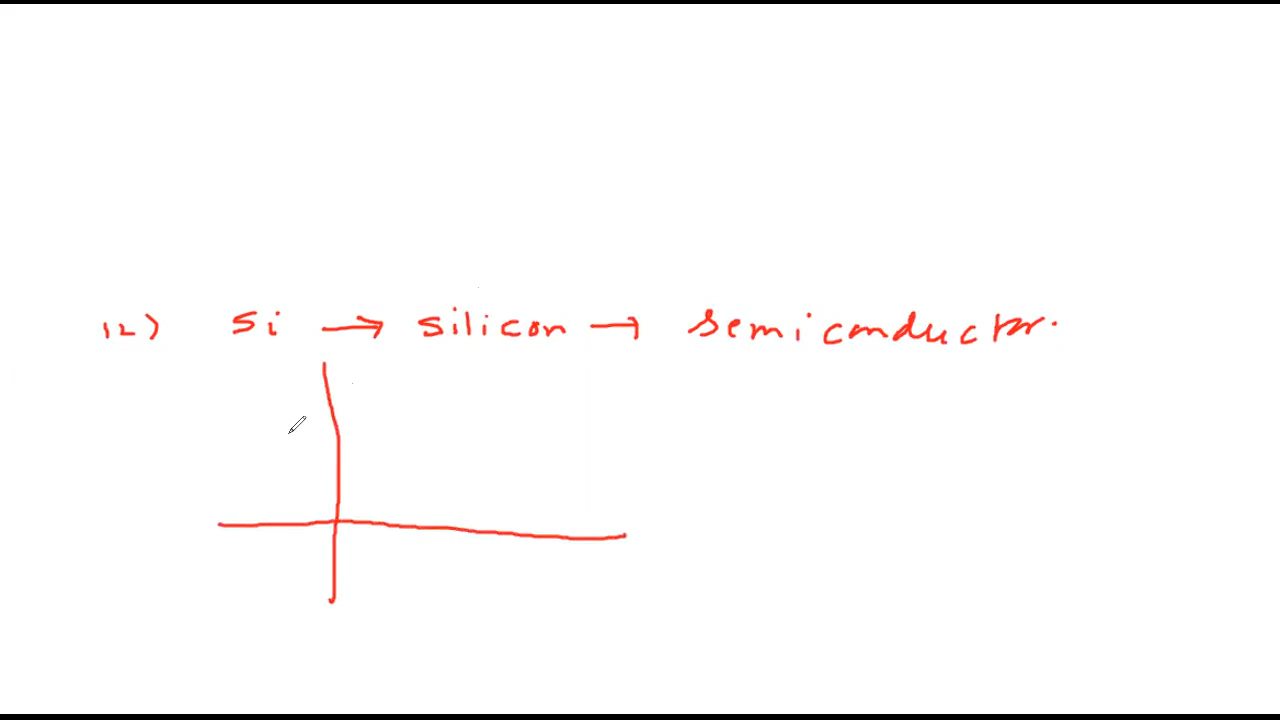 12) Si → silicon → semiconductor.